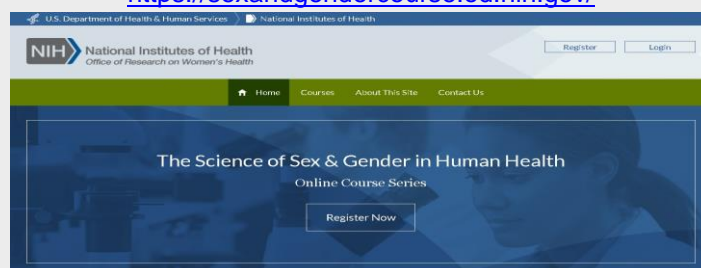 U.S. Department of Health & Human Services National Institutes of Health
NIH National Institutes of Health
Office of Research on Women's Health
Register Login
Home Courses About This Site Contact Us
The Science of Sex & Gender in Human Health
Online Course Series
Register Now